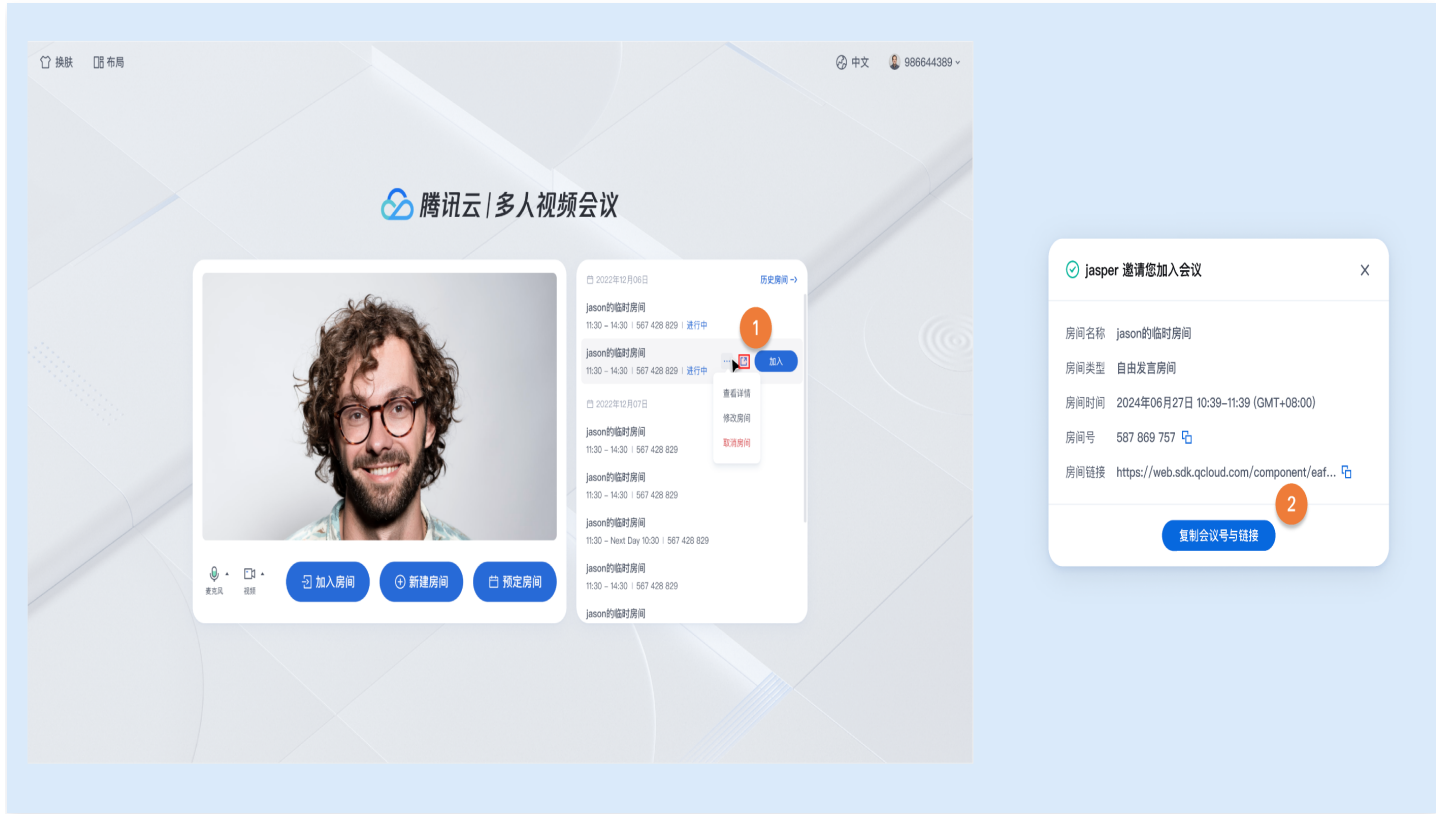 换肤 布局 中文 986644389
腾讯云 | 多人视频会议
2022年12月06日 历史房间
jason的临时房间
11:30 – 14:30 | 567 428 829 | 进行中
1
jason的临时房间
加入
11:30 – 14:30 | 567 428 829 | 进行中
查看详情
修改房间
取消房间
2022年12月07日
jason的临时房间
11:30 – 14:30 | 567 428 829
jason的临时房间
11:30 – 14:30 | 567 428 829
jason的临时房间
11:30 – Next Day 10:30 | 567 428 829
jason的临时房间
11:30 – 14:30 | 567 428 829
jason的临时房间
麦克风 视频 加入房间 新建房间 预定房间
jasper 邀请您加入会议
房间名称 jason的临时房间
房间类型 自由发言房间
房间时间 2024年06月27日 10:39–11:39 (GMT+08:00)
房间号 587 869 757
房间链接 https://web.sdk.qcloud.com/component/eaf...
2
复制会议号与链接